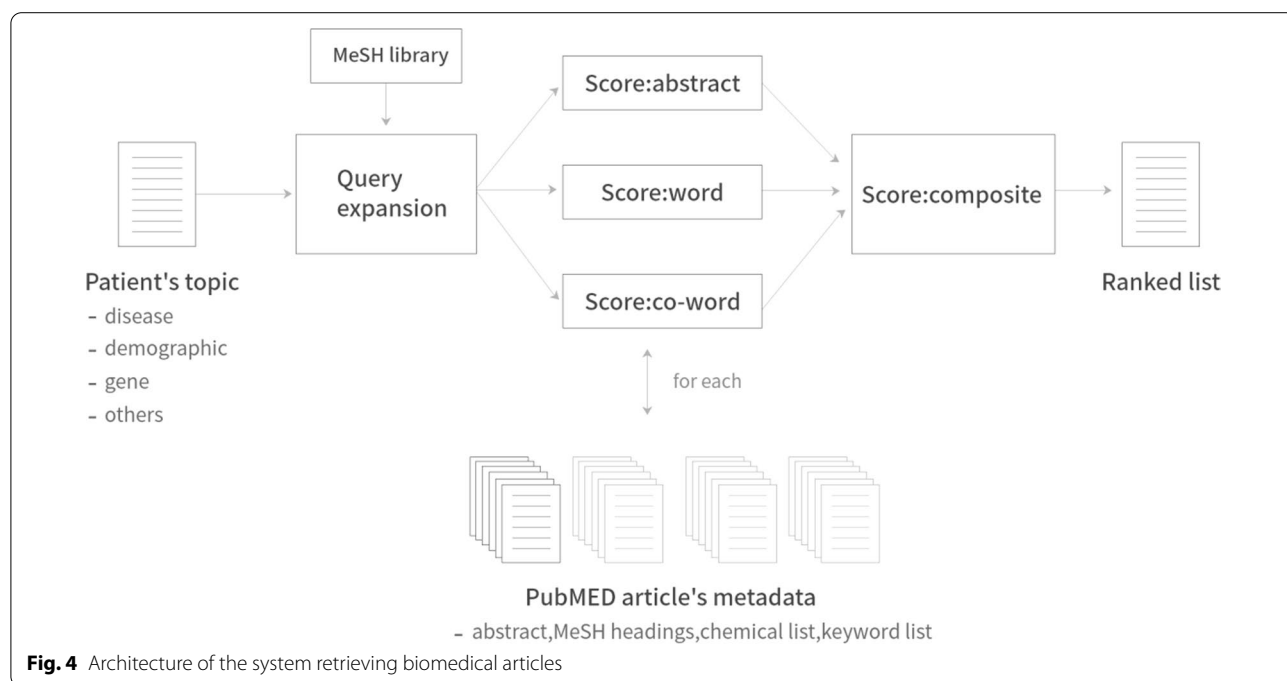 MeSH library
Score:abstract
Query
expansion
Score:word
Score:composite
Patient's topic
- disease
- demographic
- gene
- others
Score:co-word
Ranked list
for each
PubMED article's metadata
- abstract,MeSH headings,chemical list,keyword list
Fig. 4 Architecture of the system retrieving biomedical articles